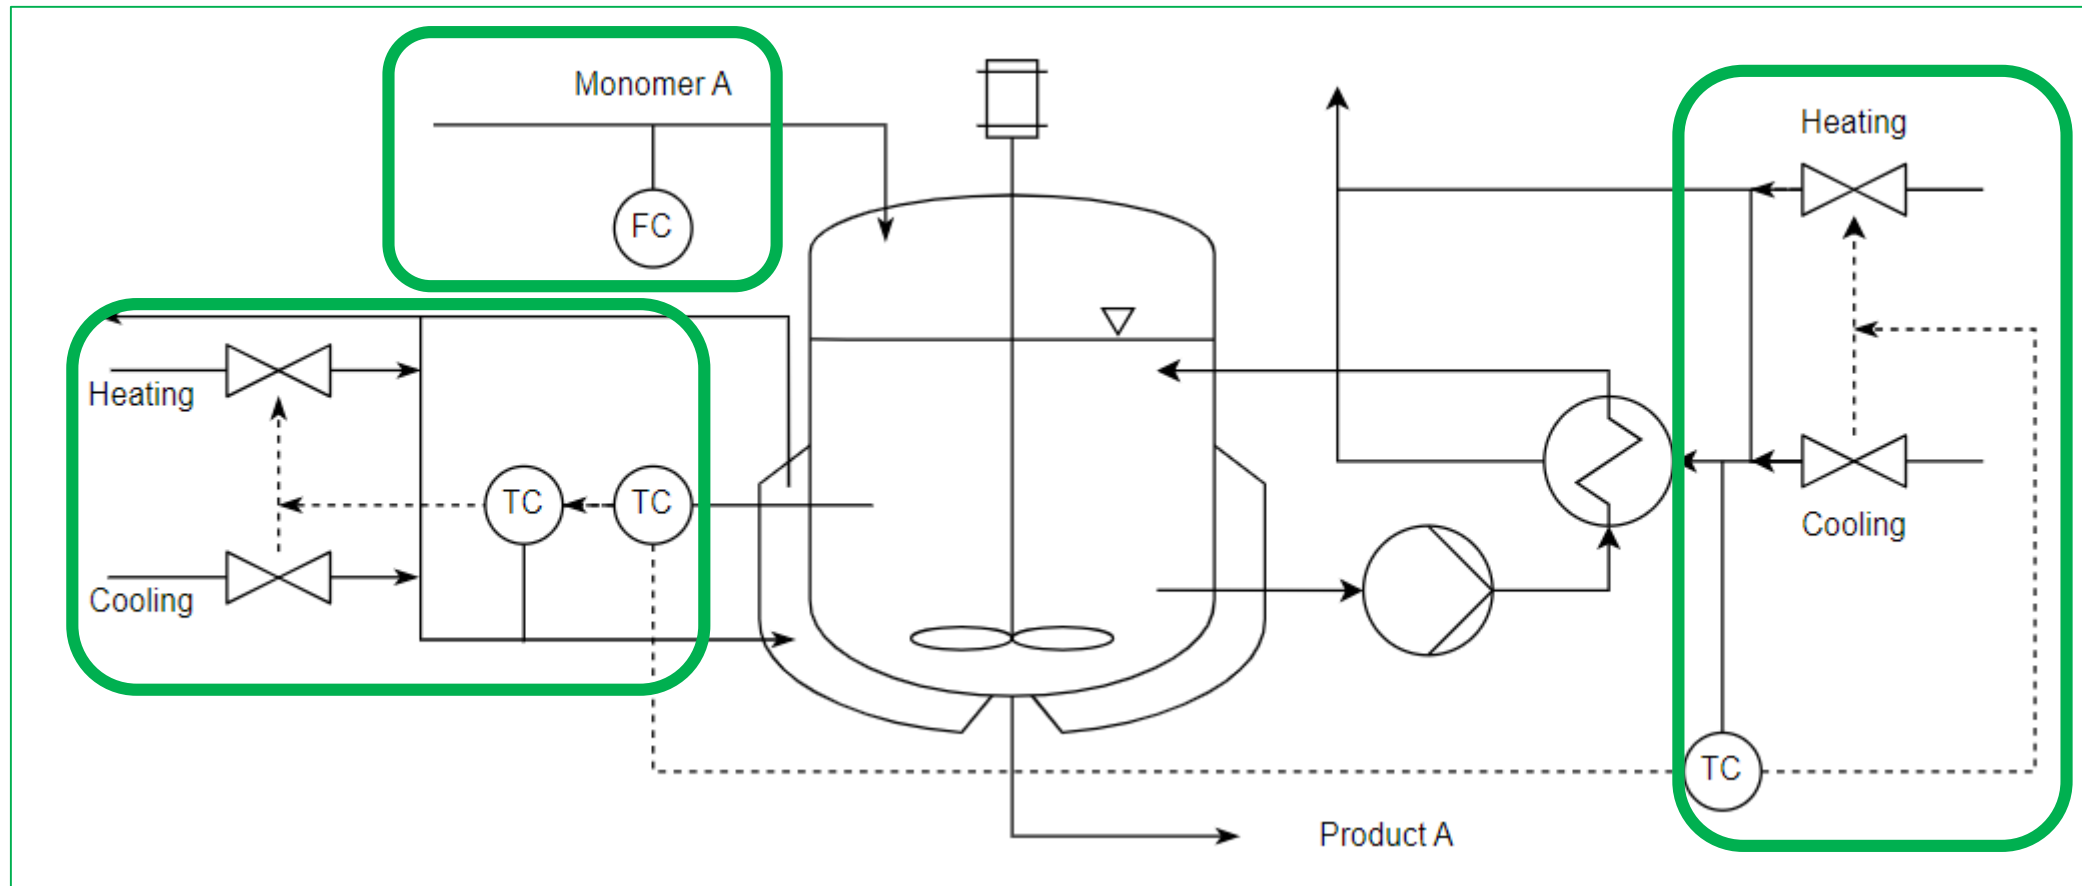 Monomer A
Heating
FC
Heating
TC
TC
Cooling
Cooling
TC
Product A